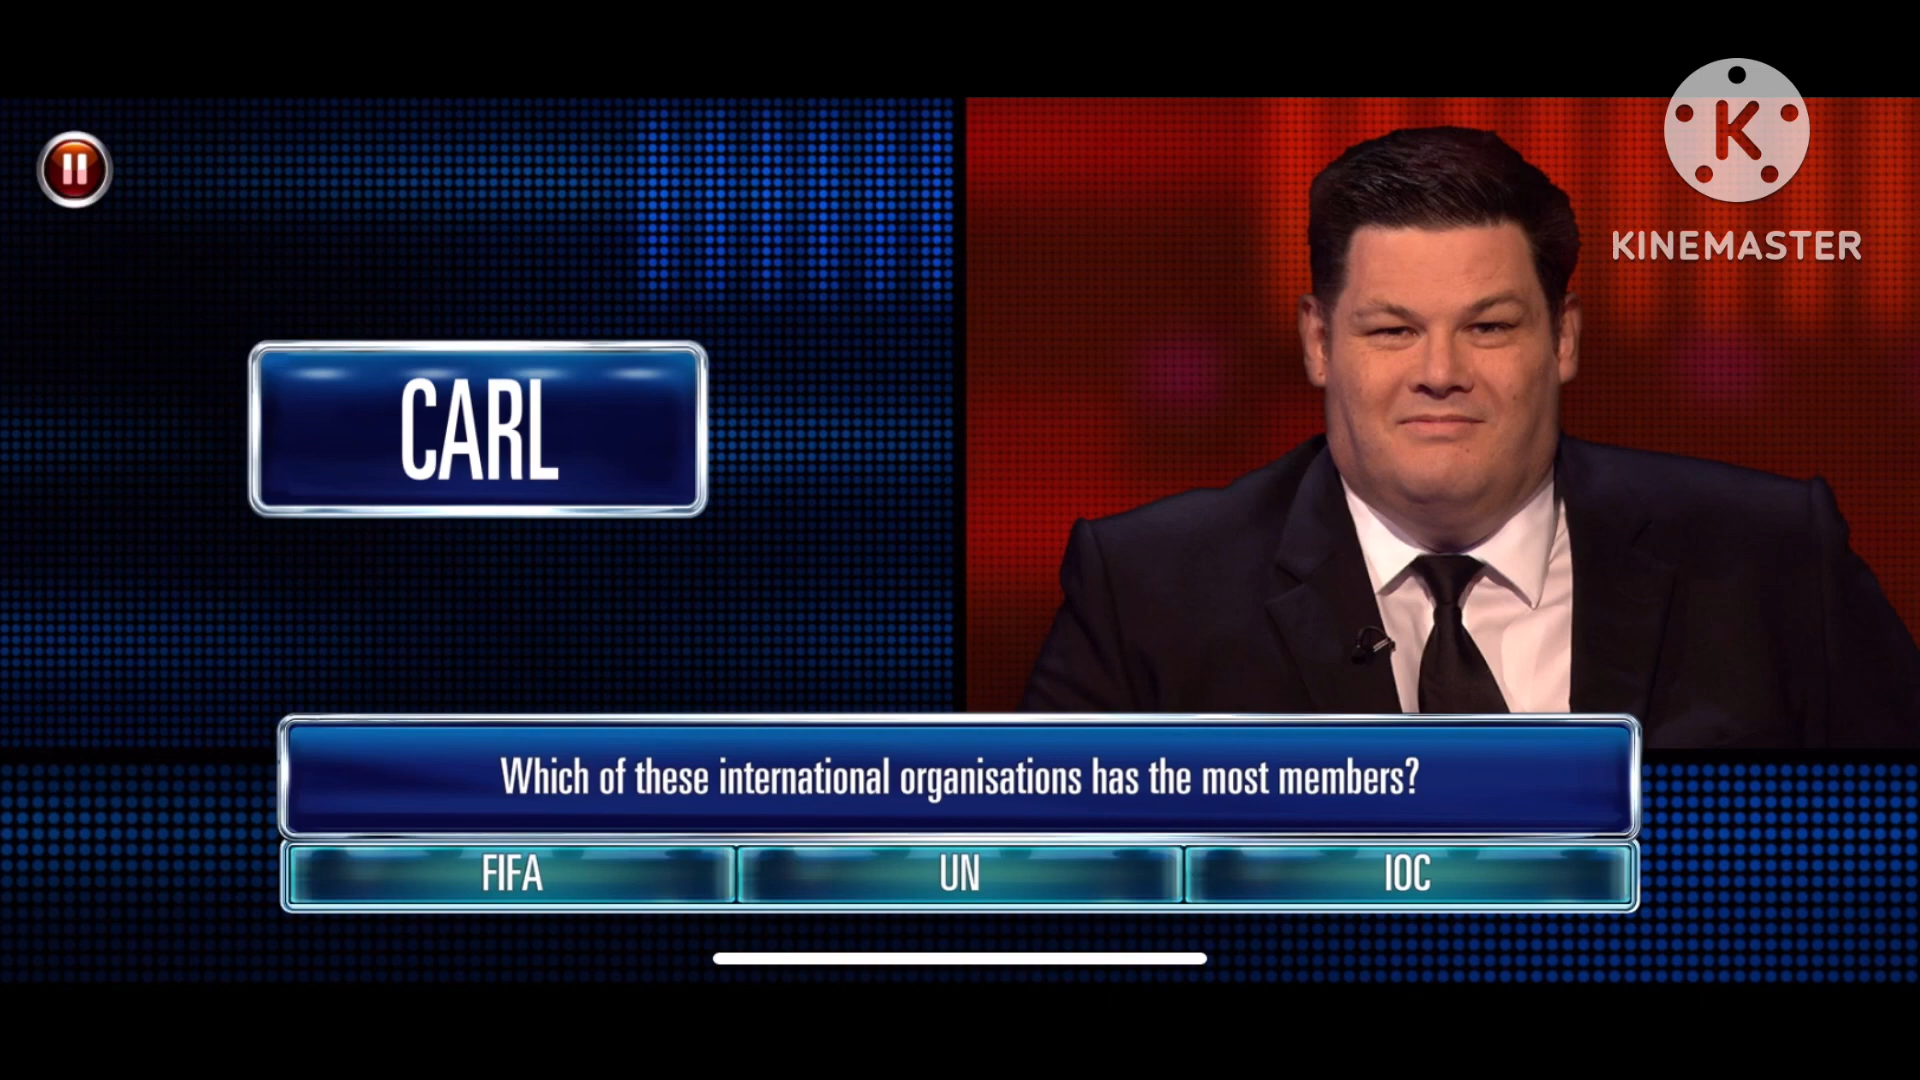 K
KINEMASTER
CARL
Which of these international organisations has the most members?
FIFA
UN
IOC